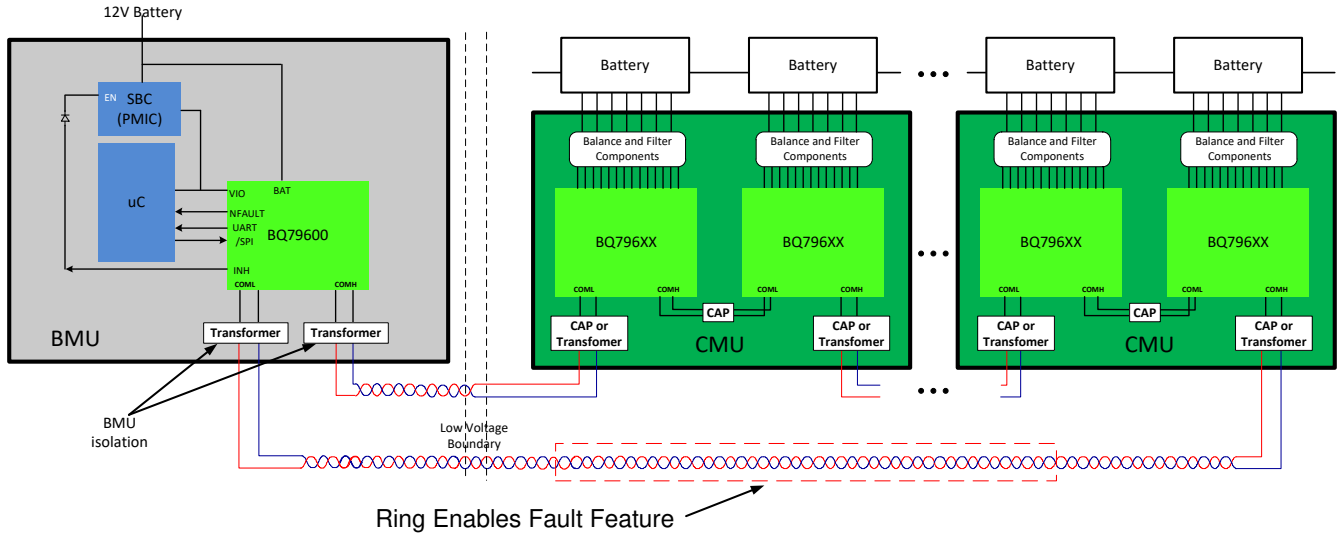 12V Battery
EN
SBC
(PMIC)
uC
VIO
BAT
NFAULT
UART
/SPI
BQ79600
INH
COML
COMH
BMU
Transformer
Transformer
BMU
isolation
Low Voltage
Boundary
Battery
Battery
Battery
Battery
Balance and Filter
Components
Balance and Filter
Components
Balance and Filter
Components
Balance and Filter
Components
BQ796XX
BQ796XX
BQ796XX
BQ796XX
COML
COMH
COML
COMH
COML
COMH
COML
COMH
CAP
CAP
CAP or
Transfomer
CMU
CAP or
Transfomer
CAP or
Transfomer
CMU
CAP or
Transfomer
Ring Enables Fault Feature